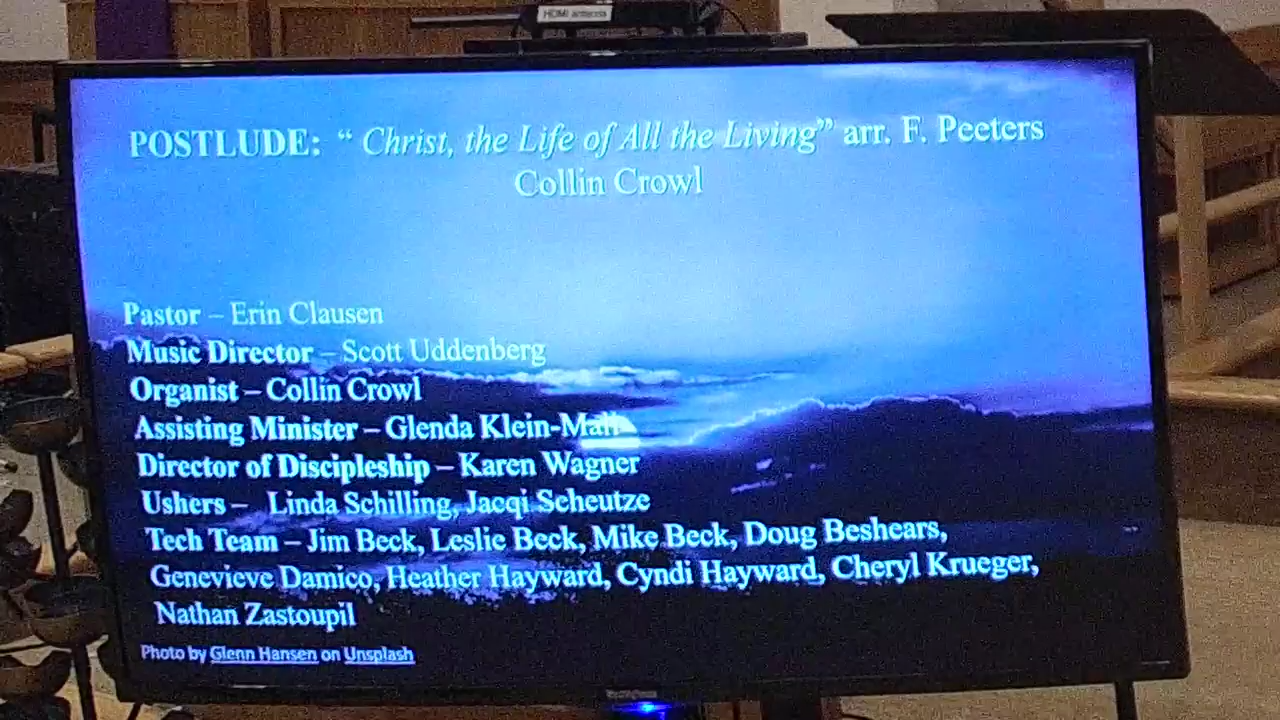 HDMI antenna
POSTLUDE: “ Christ, the Life of All the Living” arr. F. Peeters
Collin Crowl
Pastor – Erin Clausen
Music Director – Scott Uddenberg
Organist – Collin Crowl
Assisting Minister – Glenda Klein-Mall
Director of Discipleship – Karen Wagner
Ushers – Linda Schilling, Jacqi Scheutze
Tech Team – Jim Beck, Leslie Beck, Mike Beck, Doug Beshears,
Genevieve Damico, Heather Hayward, Cyndi Hayward, Cheryl Krueger,
Nathan Zastoupil
Photo by Glenn Hansen on Unsplash